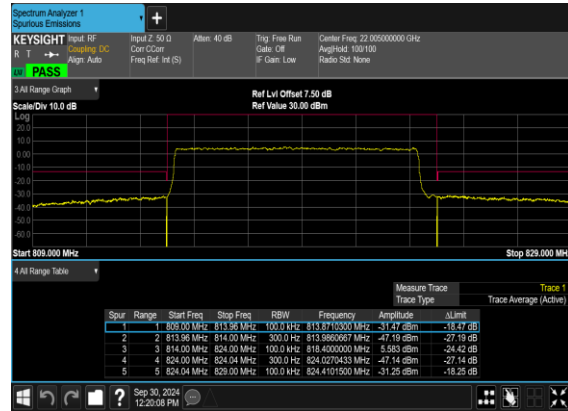 Spectrum Analyzer 1
Spurious Emissions
+
KEYSIGHT Input: RF Input Z: 50 Ω Atten: 40 dB Trig: Free Run Center Freq: 22.005000000 GHz
R T Coupling: DC Corr CCorr Gate: Off Avg|Hold: 100/100
Align: Auto Freq Ref: Int (S) IF Gain: Low Radio Std: None
PASS
3 All Range Graph
Ref Lvl Offset 7.50 dB
Scale/Div 10.0 dB Ref Value 30.00 dBm
Log
20.0
10.0
0.00
-10.0
-20.0
-30.0
-40.0
-50.0
-60.0
Start 809.000 MHz Stop 829.000 MH
4 All Range Table
Measure Trace Trace 1
Trace Type Trace Average (Active)
Spur Range Start Freq Stop Freq RBW Frequency Amplitude ΔLimit
1 1 809.00 MHz 813.96 MHz 100.0 kHz 813.8710300 MHz -31.47 dBm -18.47 dB
2 2 813.96 MHz 814.00 MHz 300.0 Hz 813.9860667 MHz -47.19 dBm -27.19 dB
3 3 814.00 MHz 824.00 MHz 100.0 kHz 818.4000000 MHz 5.583 dBm -24.42 dB
4 4 824.00 MHz 824.04 MHz 300.0 Hz 824.0270433 MHz -47.14 dBm -27.14 dB
5 5 824.04 MHz 829.00 MHz 100.0 kHz 824.4101500 MHz -31.25 dBm -18.25 dB
?
Sep 30, 2024
12:20:08 PM